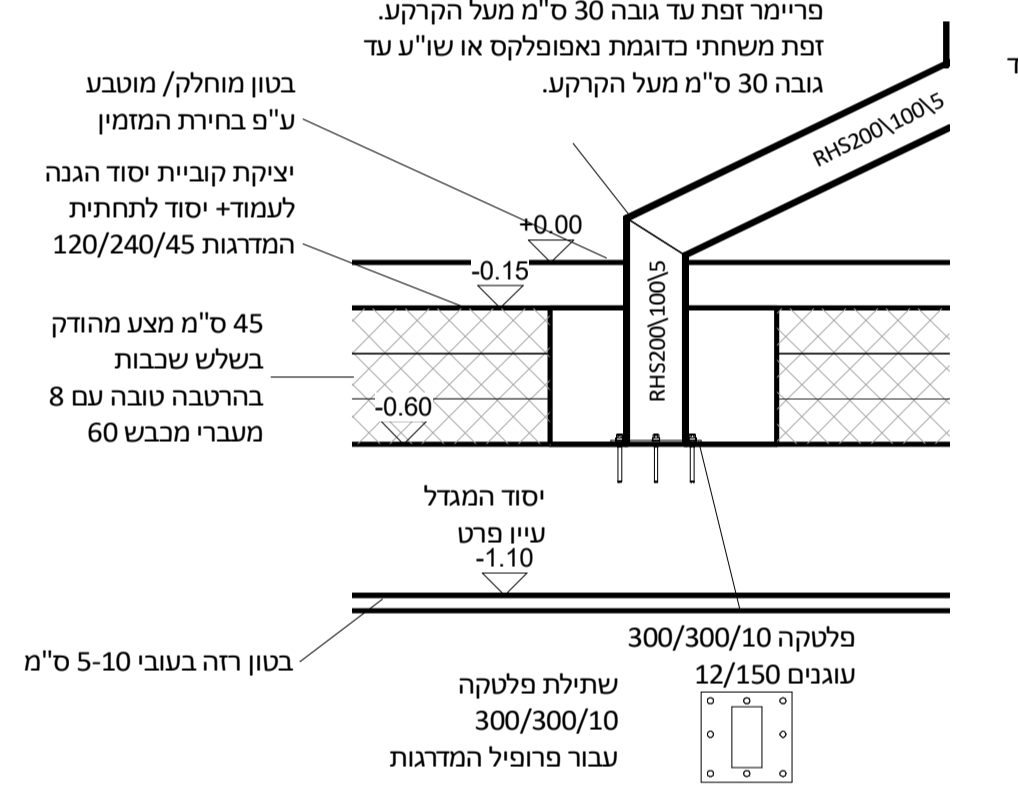 פריימר זפת עד גובה 30 ס"מ מעל הקרקע.
זפת משחתי כדוגמת נאפופלקס או שו"ע עד
גובה 30 ס"מ מעל הקרקע.
ד
בטון מוחלק/ מוטבע
ע"פ בחירת המזמין
יציקת קוביית יסוד הגנה
לעמוד+ יסוד לתחתית
המדרגות 120/240/45
45 ס"מ מצע מהודק
בשלש שכבות
בהרטבה טובה עם 8
מעברי מכבש 60
RHS200\100\5
+0.00
-0.15
RHS200\100\5
-0.60
יסוד המגדל
עיין פרט
-1.10
בטון רזה בעובי 5-10 ס"מ
פלטקה 300/300/10
עוגנים 12/150
שתילת פלטקה
300/300/10
עבור פרופיל המדרגות